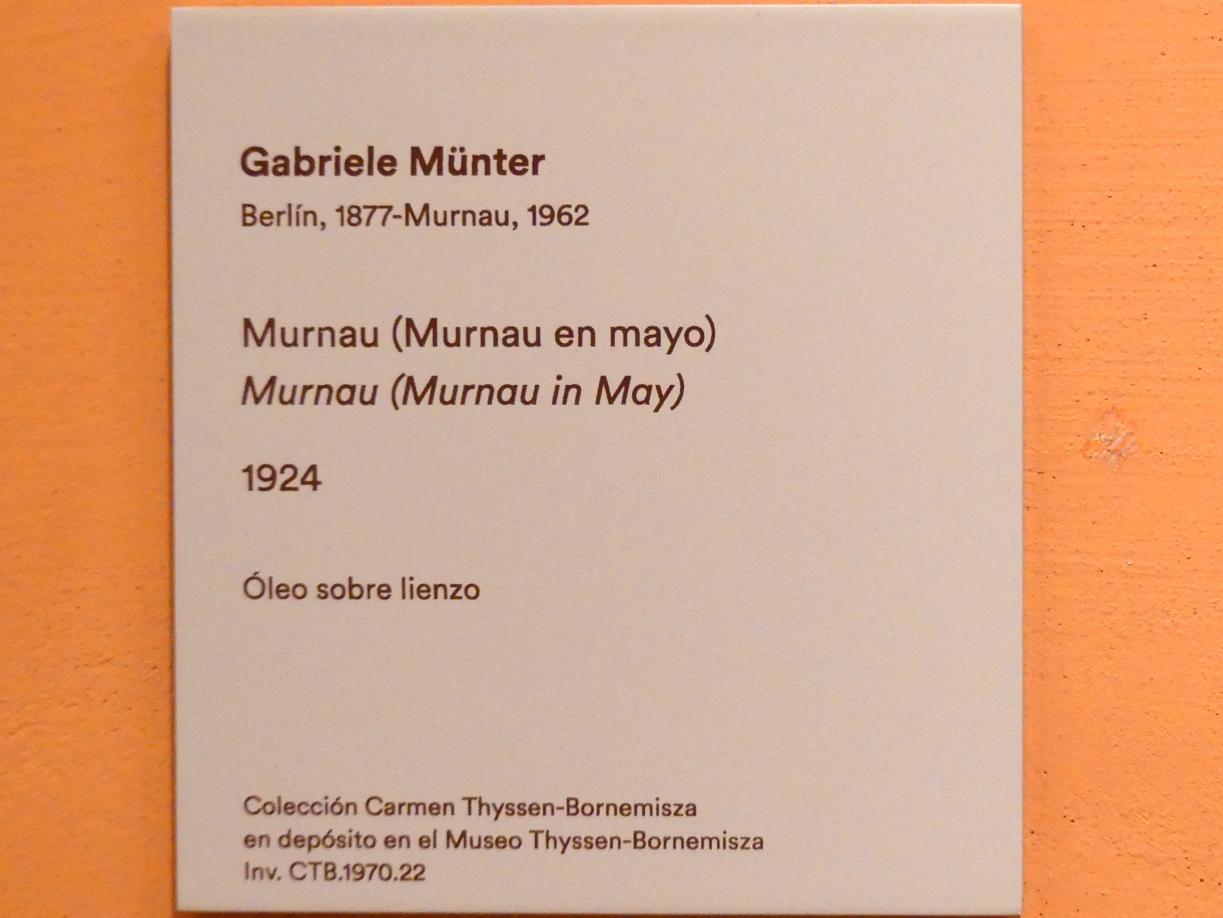 Gabriele Münter
Berlín, 1877-Murnau, 1962
Murnau (Murnau en mayo)
Murnau (Murnau in May)
1924
Óleo sobre lienzo
Colección Carmen Thyssen-Bornemisza
en depósito en el Museo Thyssen-Bornemisza
Inv. CTB.1970.22